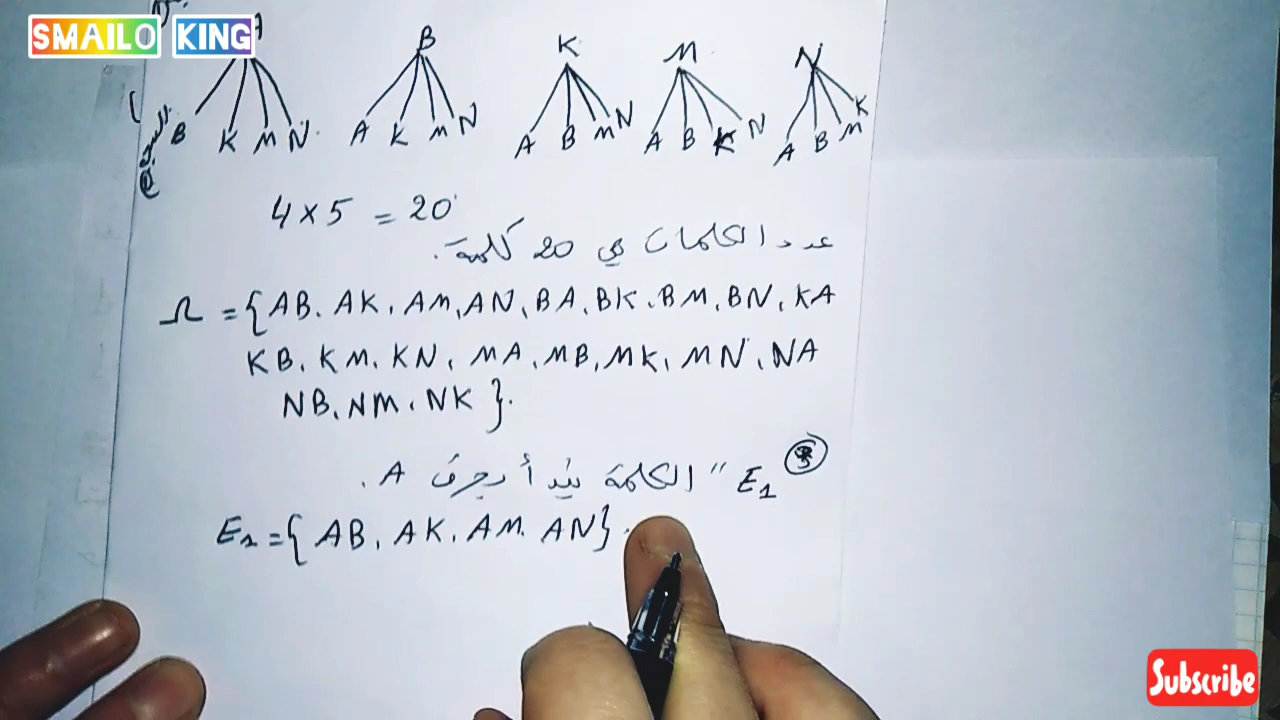 SMAILO KING
A B K M N
B K M N A K M N A B M N A B K N A B M K
4 x 5 = 20
عدد الكلمات هي 20 كلمة.
Ω = { AB, AK, AM, AN, BA, BK, BM, BN, KA
KB, KM, KN, MA, MB, MK, MN, NA
NB, NM, NK }.
E1 " الكلمة تبدأ بحرف A.
E1 = { AB, AK, AM, AN }.
Subscribe